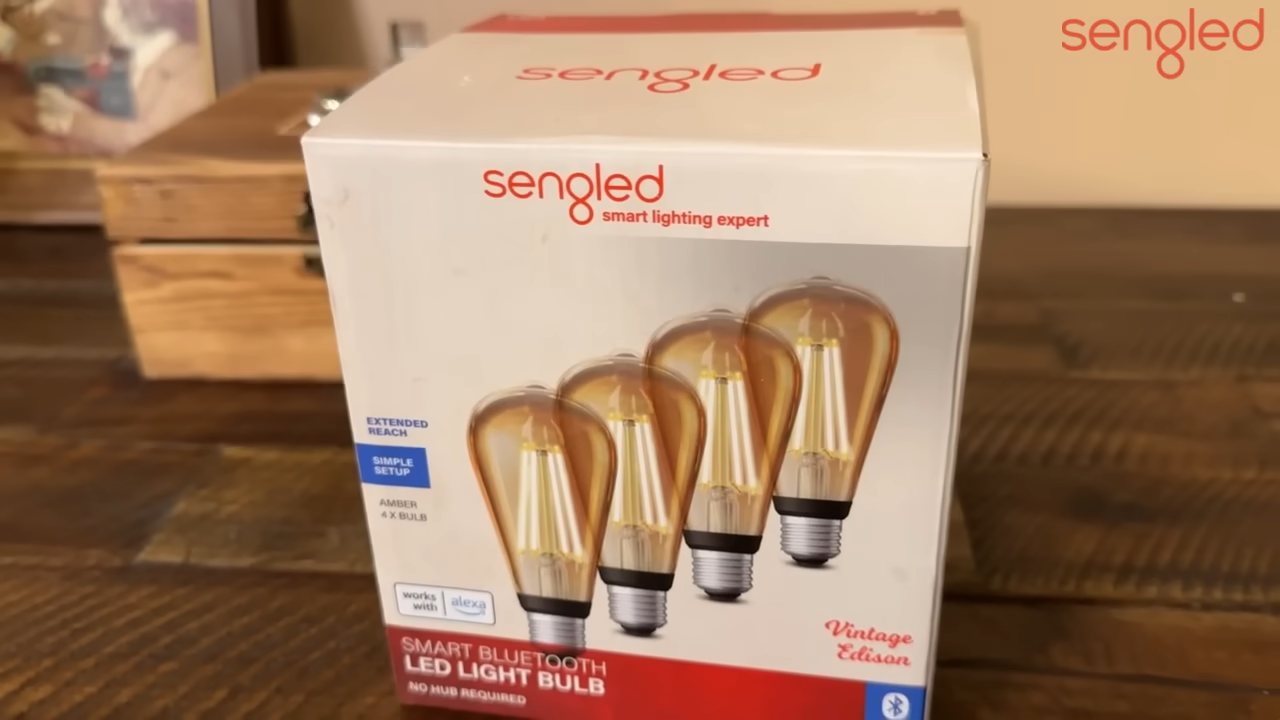 sengled
sengled
sengled
smart lighting expert
EXTENDED
REACH
SIMPLE
SETUP
AMBER
4 X BULB
works
with
alexa
Vintage
Edison
SMART BLUETOOTH
LED LIGHT BULB
NO HUB REQUIRED